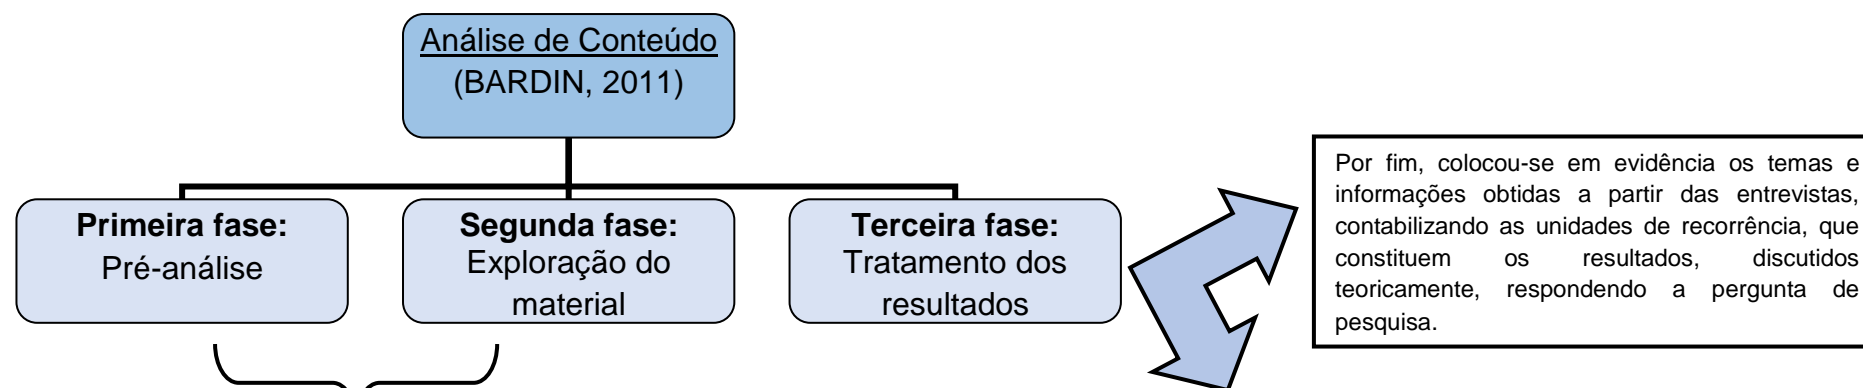 Análise de Conteúdo
(BARDIN, 2011)
Primeira fase:
Pré-análise
Segunda fase:
Exploração do
material
Terceira fase:
Tratamento dos
resultados
Por fim, colocou-se em evidência os temas e
informações obtidas a partir das entrevistas,
contabilizando as unidades de recorrência, que
constituem os resultados, discutidos
teoricamente, respondendo a pergunta de
pesquisa.